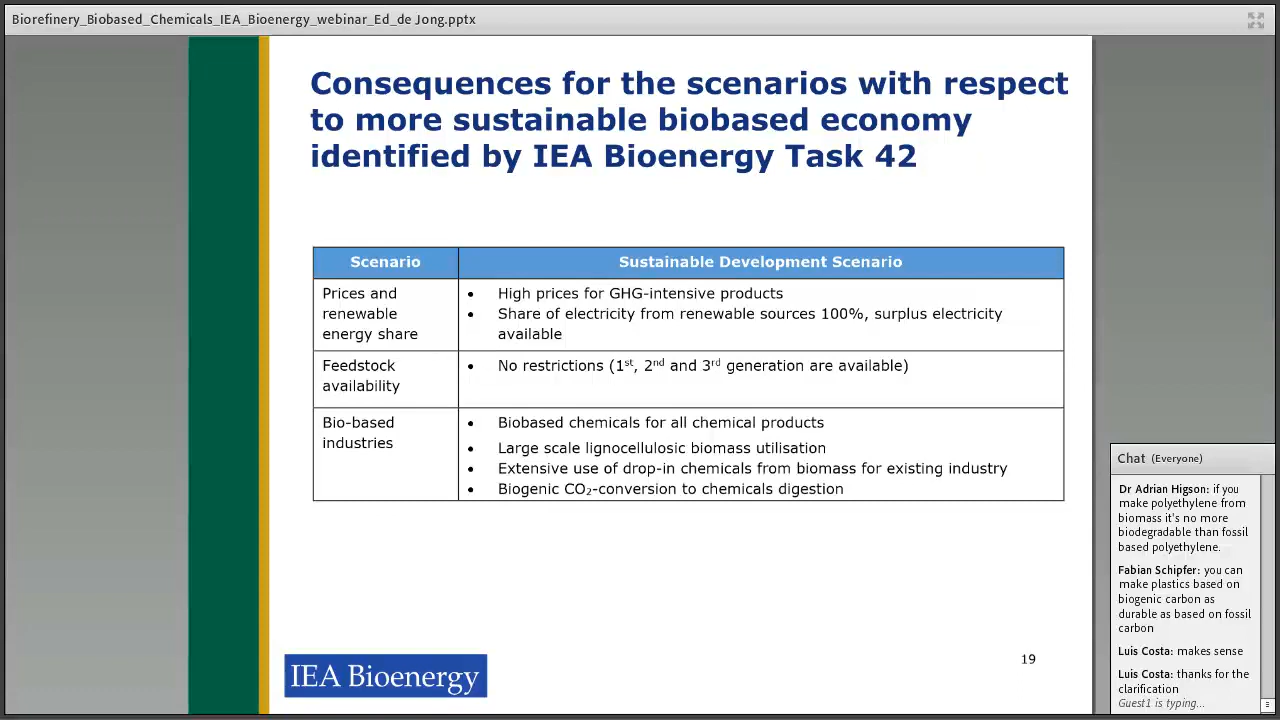 Biorefinery_Biobased_Chemicals_IEA_Bioenergy_webinar_Ed_de Jong.pptx
Consequences for the scenarios with respect
to more sustainable biobased economy
identified by IEA Bioenergy Task 42
Scenario
Sustainable Development Scenario
Prices and
renewable
energy share
• High prices for GHG-intensive products
• Share of electricity from renewable sources 100%, surplus electricity
available
Feedstock
availability
• No restrictions (1st, 2nd and 3rd generation are available)
Bio-based
industries
• Biobased chemicals for all chemical products
• Large scale lignocellulosic biomass utilisation
• Extensive use of drop-in chemicals from biomass for existing industry
• Biogenic CO₂-conversion to chemicals digestion
IEA Bioenergy
19
Chat (Everyone)
Dr Adrian Higson: if you
make polyethylene from
biomass it's no more
biodegradable than fossil
based polyethylene.
Fabian Schipfer: you can
make plastics based on
biogenic carbon as
durable as based on fossil
carbon
Luis Costa: makes sense
Luis Costa: thanks for the
clarification
Guest1 is typing...